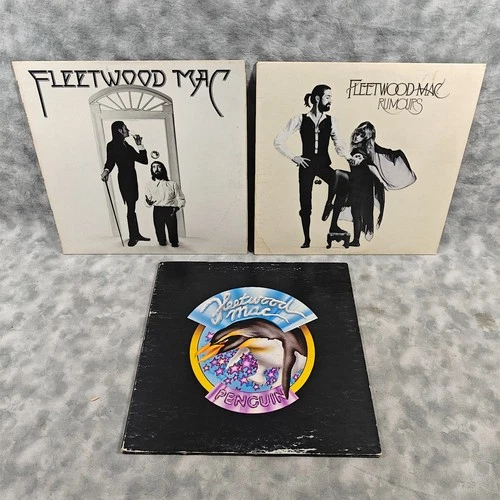 FLEETWOOD MAC
FLEETWOOD MAC
RUMOURS
Fleetwood
Mac
PENGUIN